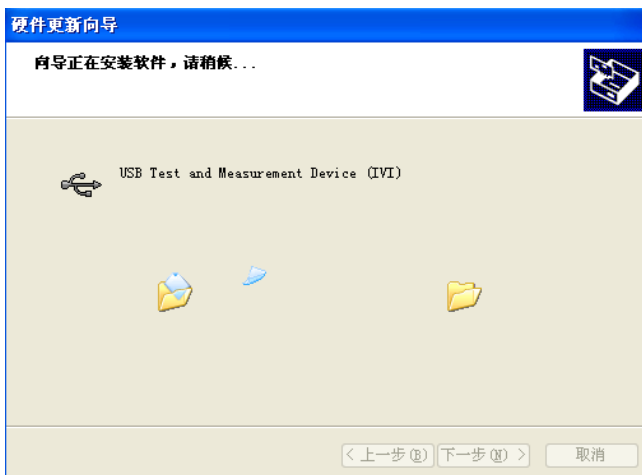 硬件更新向导
向导正在安装软件，请稍候...
USB Test and Measurement Device (IVI)
< 上一步(B) 下一步(N) > 取消